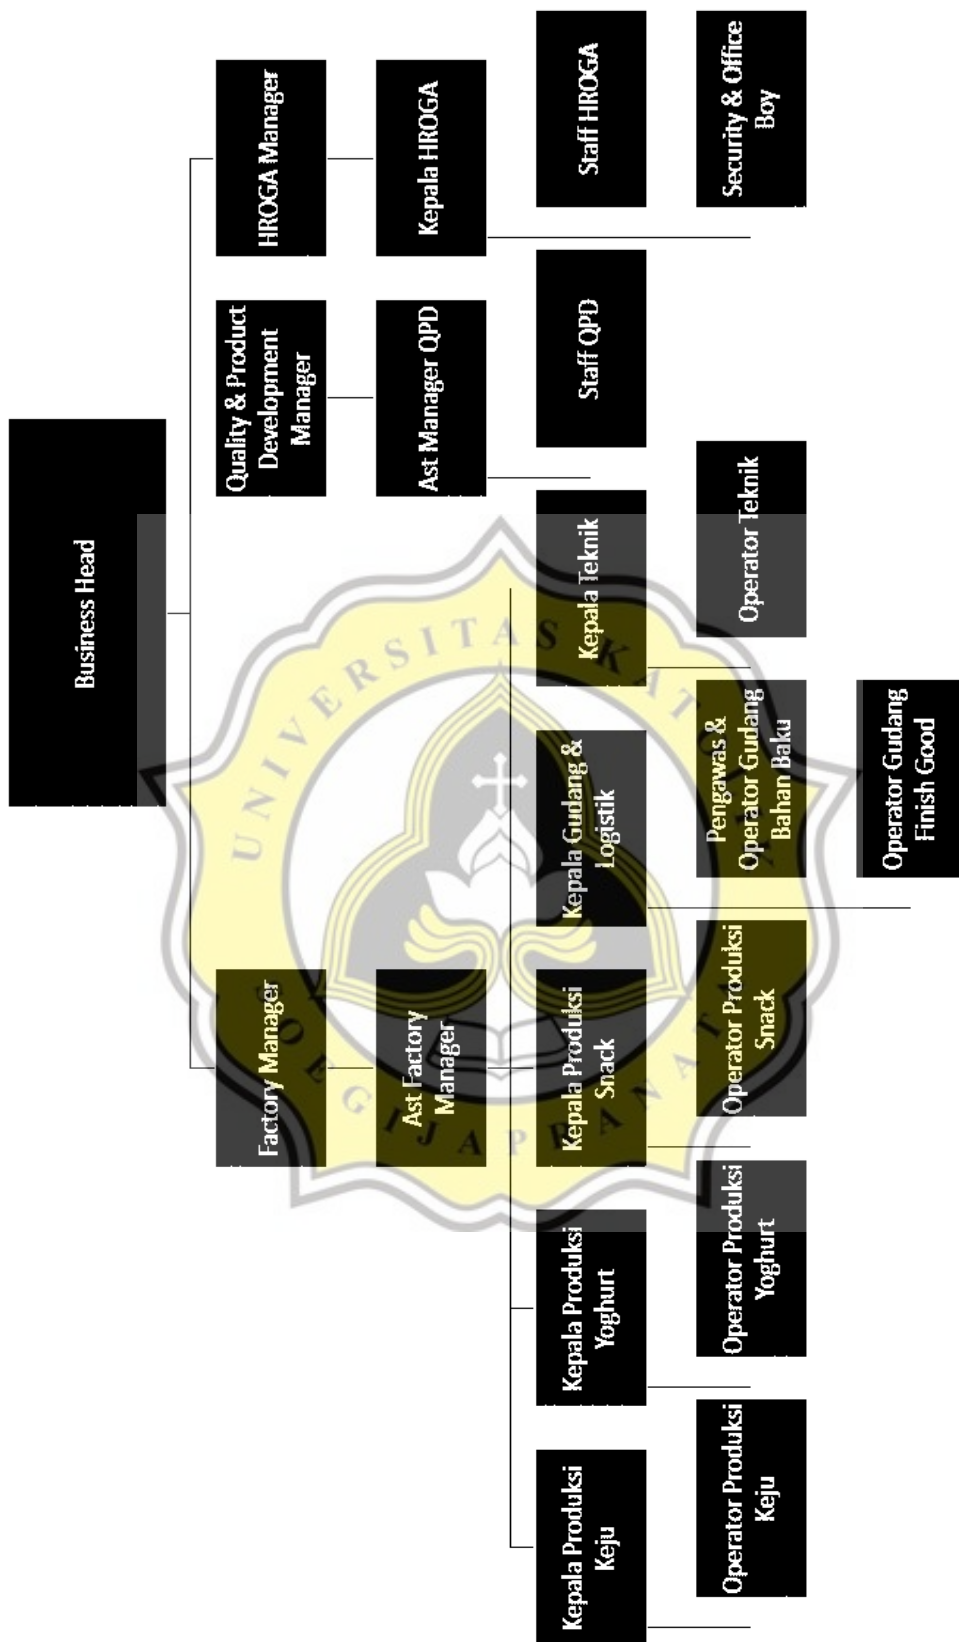 Business Head
Factory Manager
Quality & Product
Development
Manager
HROGA Manager
Ast Factory
Manager
Ast Manager QPD
Kepala HROGA
Kepala Produksi
Keju
Kepala Produksi
Yoghurt
Kepala Produksi
Snack
Kepala Gudang &
Logistik
Kepala Teknik
Staff QPD
Staff HROGA
Operator Produksi
Keju
Operator Produksi
Yoghurt
Operator Produksi
Snack
Pengawas &
Operator Gudang
Bahan Baku
Operator Teknik
Security & Office
Boy
Operator Gudang
Finish Good
UNIVERSITAS KATOLIK
SOEGIJAPRANATA